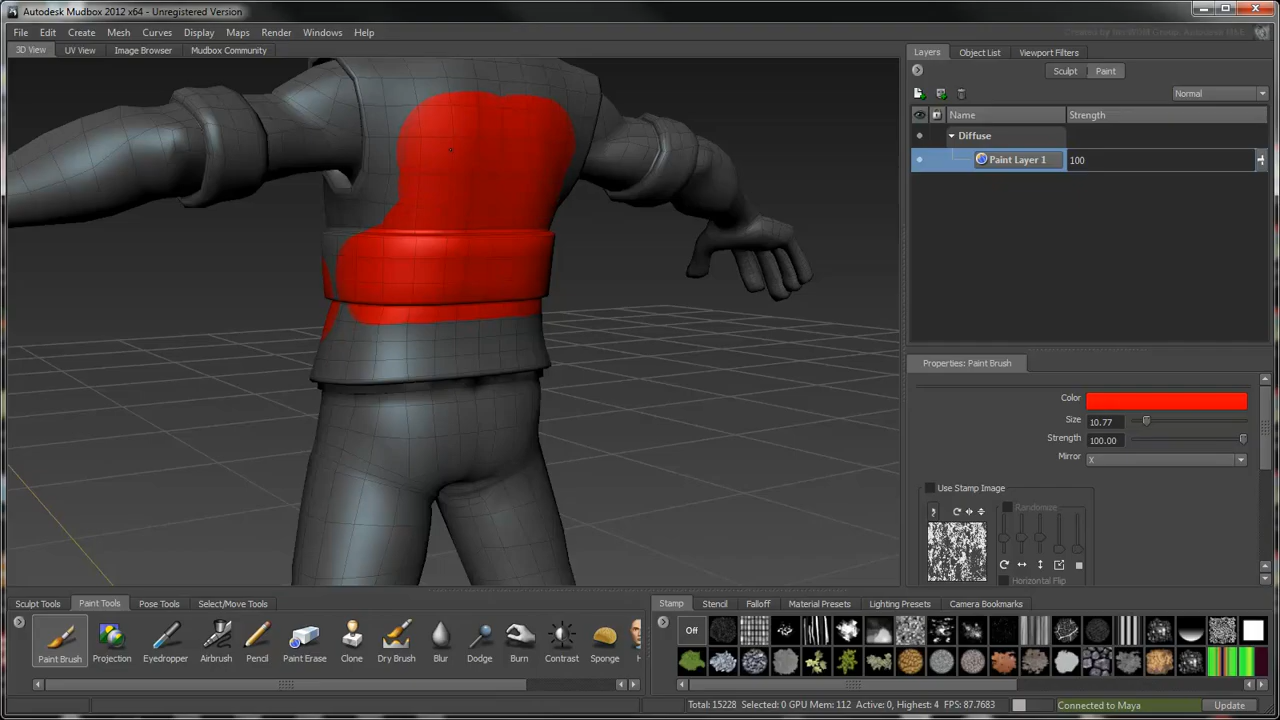 Autodesk Mudbox 2012 x64 - Unregistered Version
File Edit Create Mesh Curves Display Maps Render Windows Help
3D View UV View Image Browser Mudbox Community
Layers Object List Viewport Filters
Sculpt Paint
Normal
Name Strength
Diffuse
Paint Layer 1 100
Properties: Paint Brush
Color
Size 10.77
Strength 100.00
Mirror X
Use Stamp Image
Randomize
Horizontal Flip
Sculpt Tools Paint Tools Pose Tools Select/Move Tools
Stamp Stencil Falloff Material Presets Lighting Presets Camera Bookmarks
Off
Paint Brush Projection Eyedropper Airbrush Pencil Paint Erase Clone Dry Brush Blur Dodge Burn Contrast Sponge H
Total: 15228 Selected: 0 GPU Mem: 112 Active: 0, Highest: 4 FPS: 87.7683
Connected to Maya Update